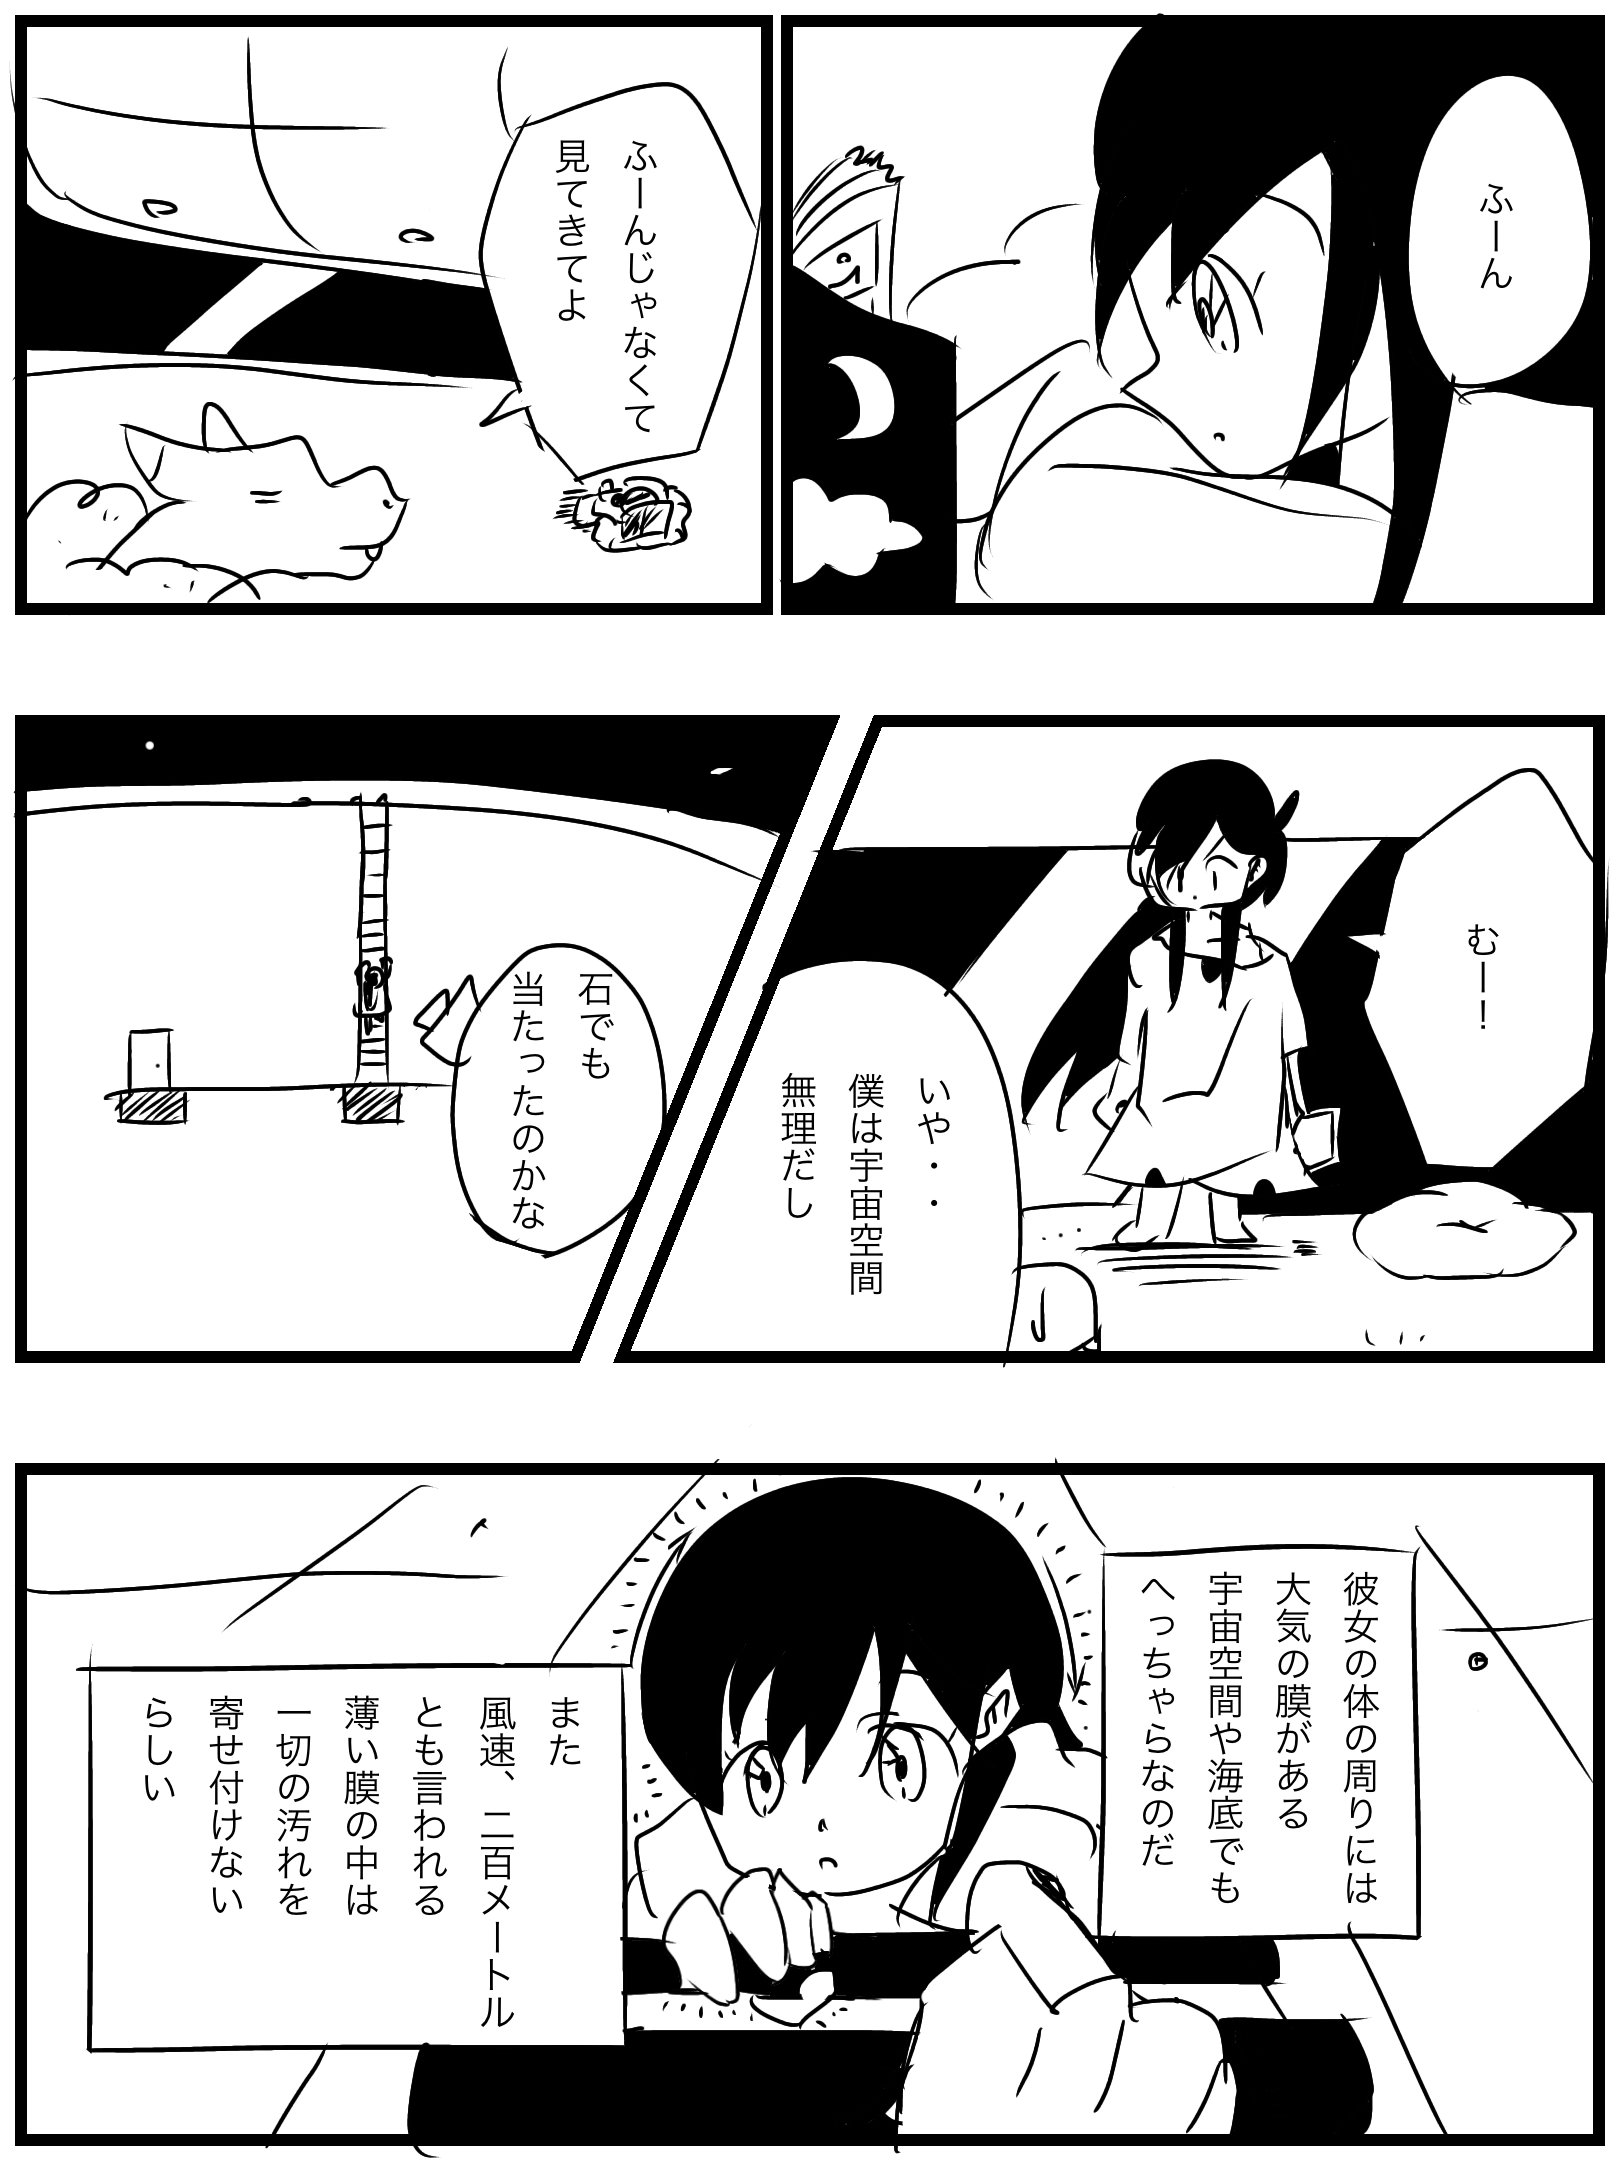 ふーん
ふーんじゃなくて
見てきてよ
むー！
いや・・
僕は宇宙空間
無理だし
石でも
当たったのかな
彼女の体の周りには
大気の膜がある
宇宙空間や海底でも
へっちゃらなのだ
また
風速、二百メートル
とも言われる
薄い膜の中は
一切の汚れを
寄せ付けない
らしい